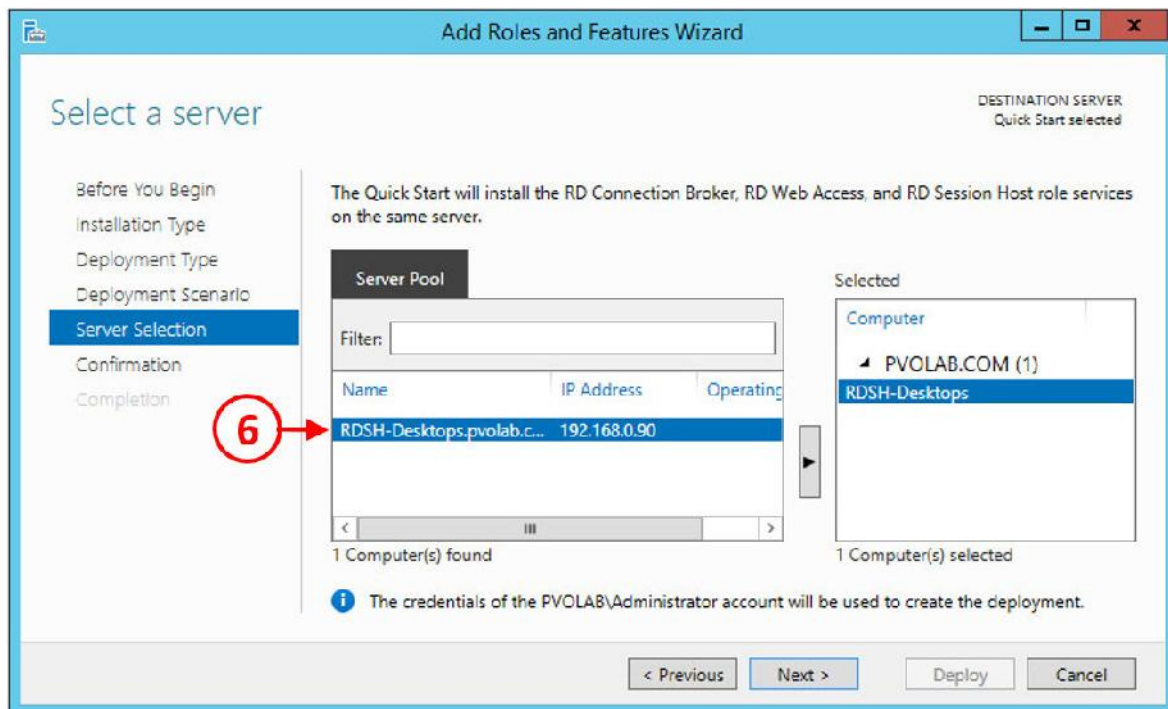 Add Roles and Features Wizard
Select a server
DESTINATION SERVER
Quick Start selected
Before You Begin
Installation Type
Deployment Type
Deployment Scenario
Server Selection
Confirmation
Completion
The Quick Start will install the RD Connection Broker, RD Web Access, and RD Session Host role services
on the same server.
Server Pool
Filter:
Name IP Address Operating
6
RDSH-Desktops.pvolab.c... 192.168.0.90
1 Computer(s) found
Selected
Computer
PVOLAB.COM (1)
RDSH-Desktops
1 Computer(s) selected
The credentials of the PVOLAB\Administrator account will be used to create the deployment.
< Previous Next > Deploy Cancel